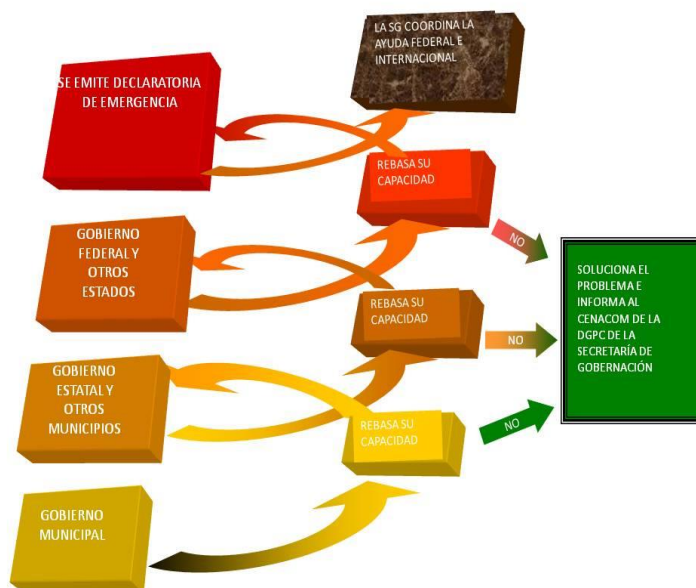 LA SG COORDINA LA
AYUDA FEDERAL E
INTERNACIONAL
SE EMITE DECLARATORIA
DE EMERGENCIA
REBASA SU
CAPACIDAD
NO
GOBIERNO
FEDERAL Y
OTROS
ESTADOS
REBASA SU
CAPACIDAD
NO
SOLUCIONA EL
PROBLEMA E
INFORMA AL
CENACOM DE LA
DGPC DE LA
SECRETARÍA DE
GOBERNACIÓN
GOBIERNO
ESTATAL Y
OTROS
MUNICIPIOS
REBASA SU
CAPACIDAD
NO
GOBIERNO
MUNICIPAL